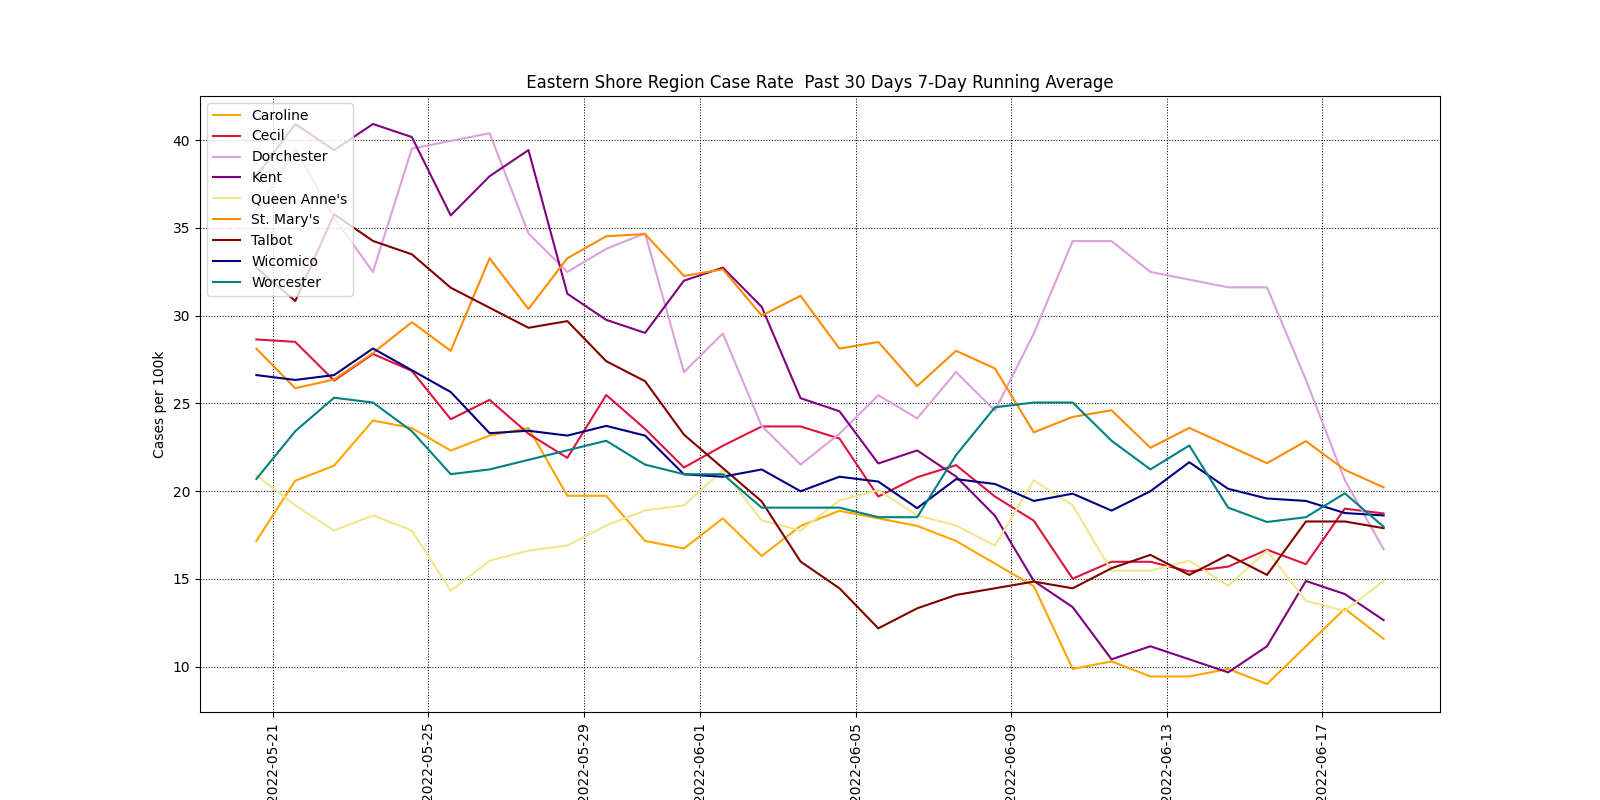 Eastern Shore Region Case Rate  Past 30 Days 7-Day Running Average
Caroline
Cecil
Dorchester
Kent
Queen Anne's
St. Mary's
Talbot
Wicomico
Worcester
Cases per 100k
40
35
30
25
20
15
10
2022-05-21
2022-05-25
2022-05-29
2022-06-01
2022-06-05
2022-06-09
2022-06-13
2022-06-17